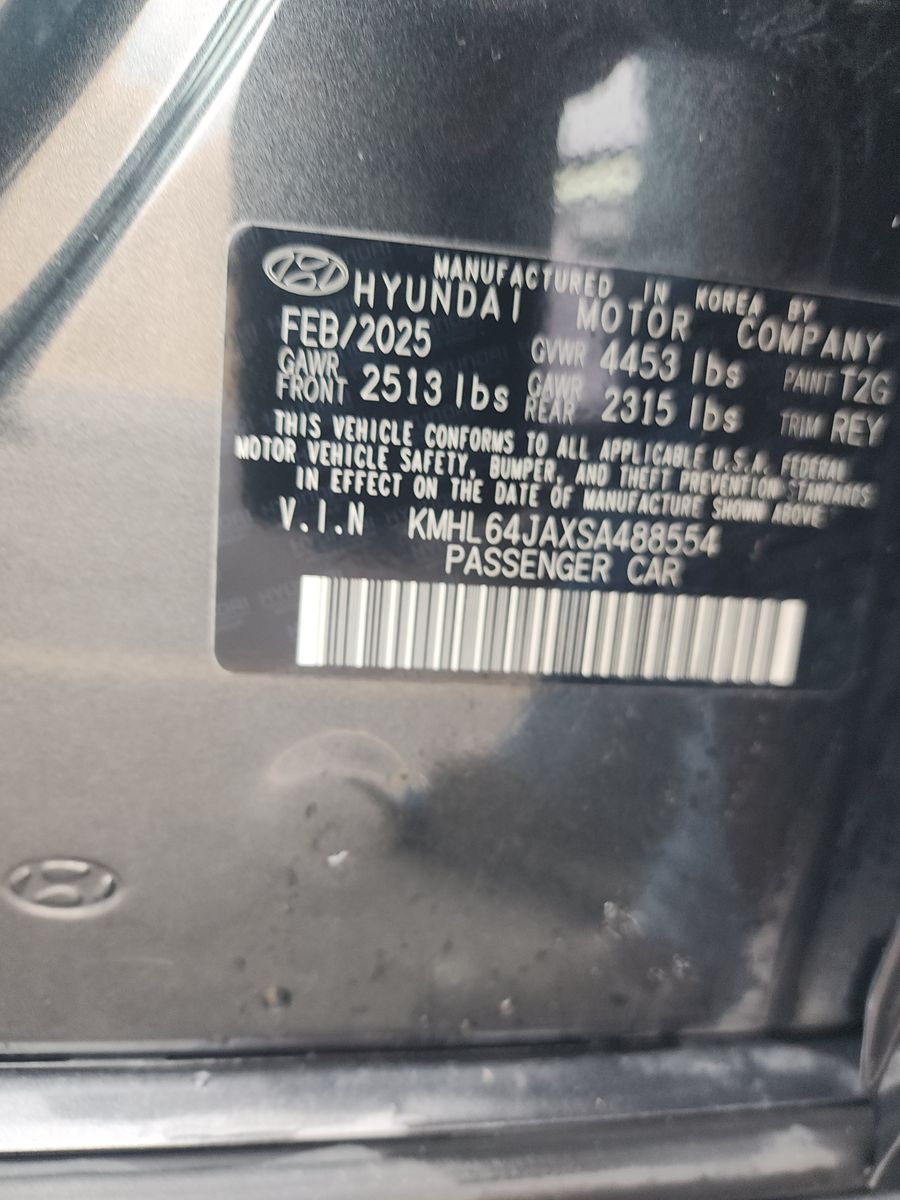 MANUFACTURED IN KOREA BY
HYUNDAI MOTOR COMPANY
FEB/2025 GVWR 4453 lbs PAINT T2G
GAWR FRONT 2513 lbs GAWR REAR 2315 lbs TRIM REY
THIS VEHICLE CONFORMS TO ALL APPLICABLE U.S.A. FEDERAL
MOTOR VEHICLE SAFETY, BUMPER, AND THEFT PREVENTION STANDARDS
IN EFFECT ON THE DATE OF MANUFACTURE SHOWN ABOVE
V.I.N KMHL64JAXSA488554
PASSENGER CAR